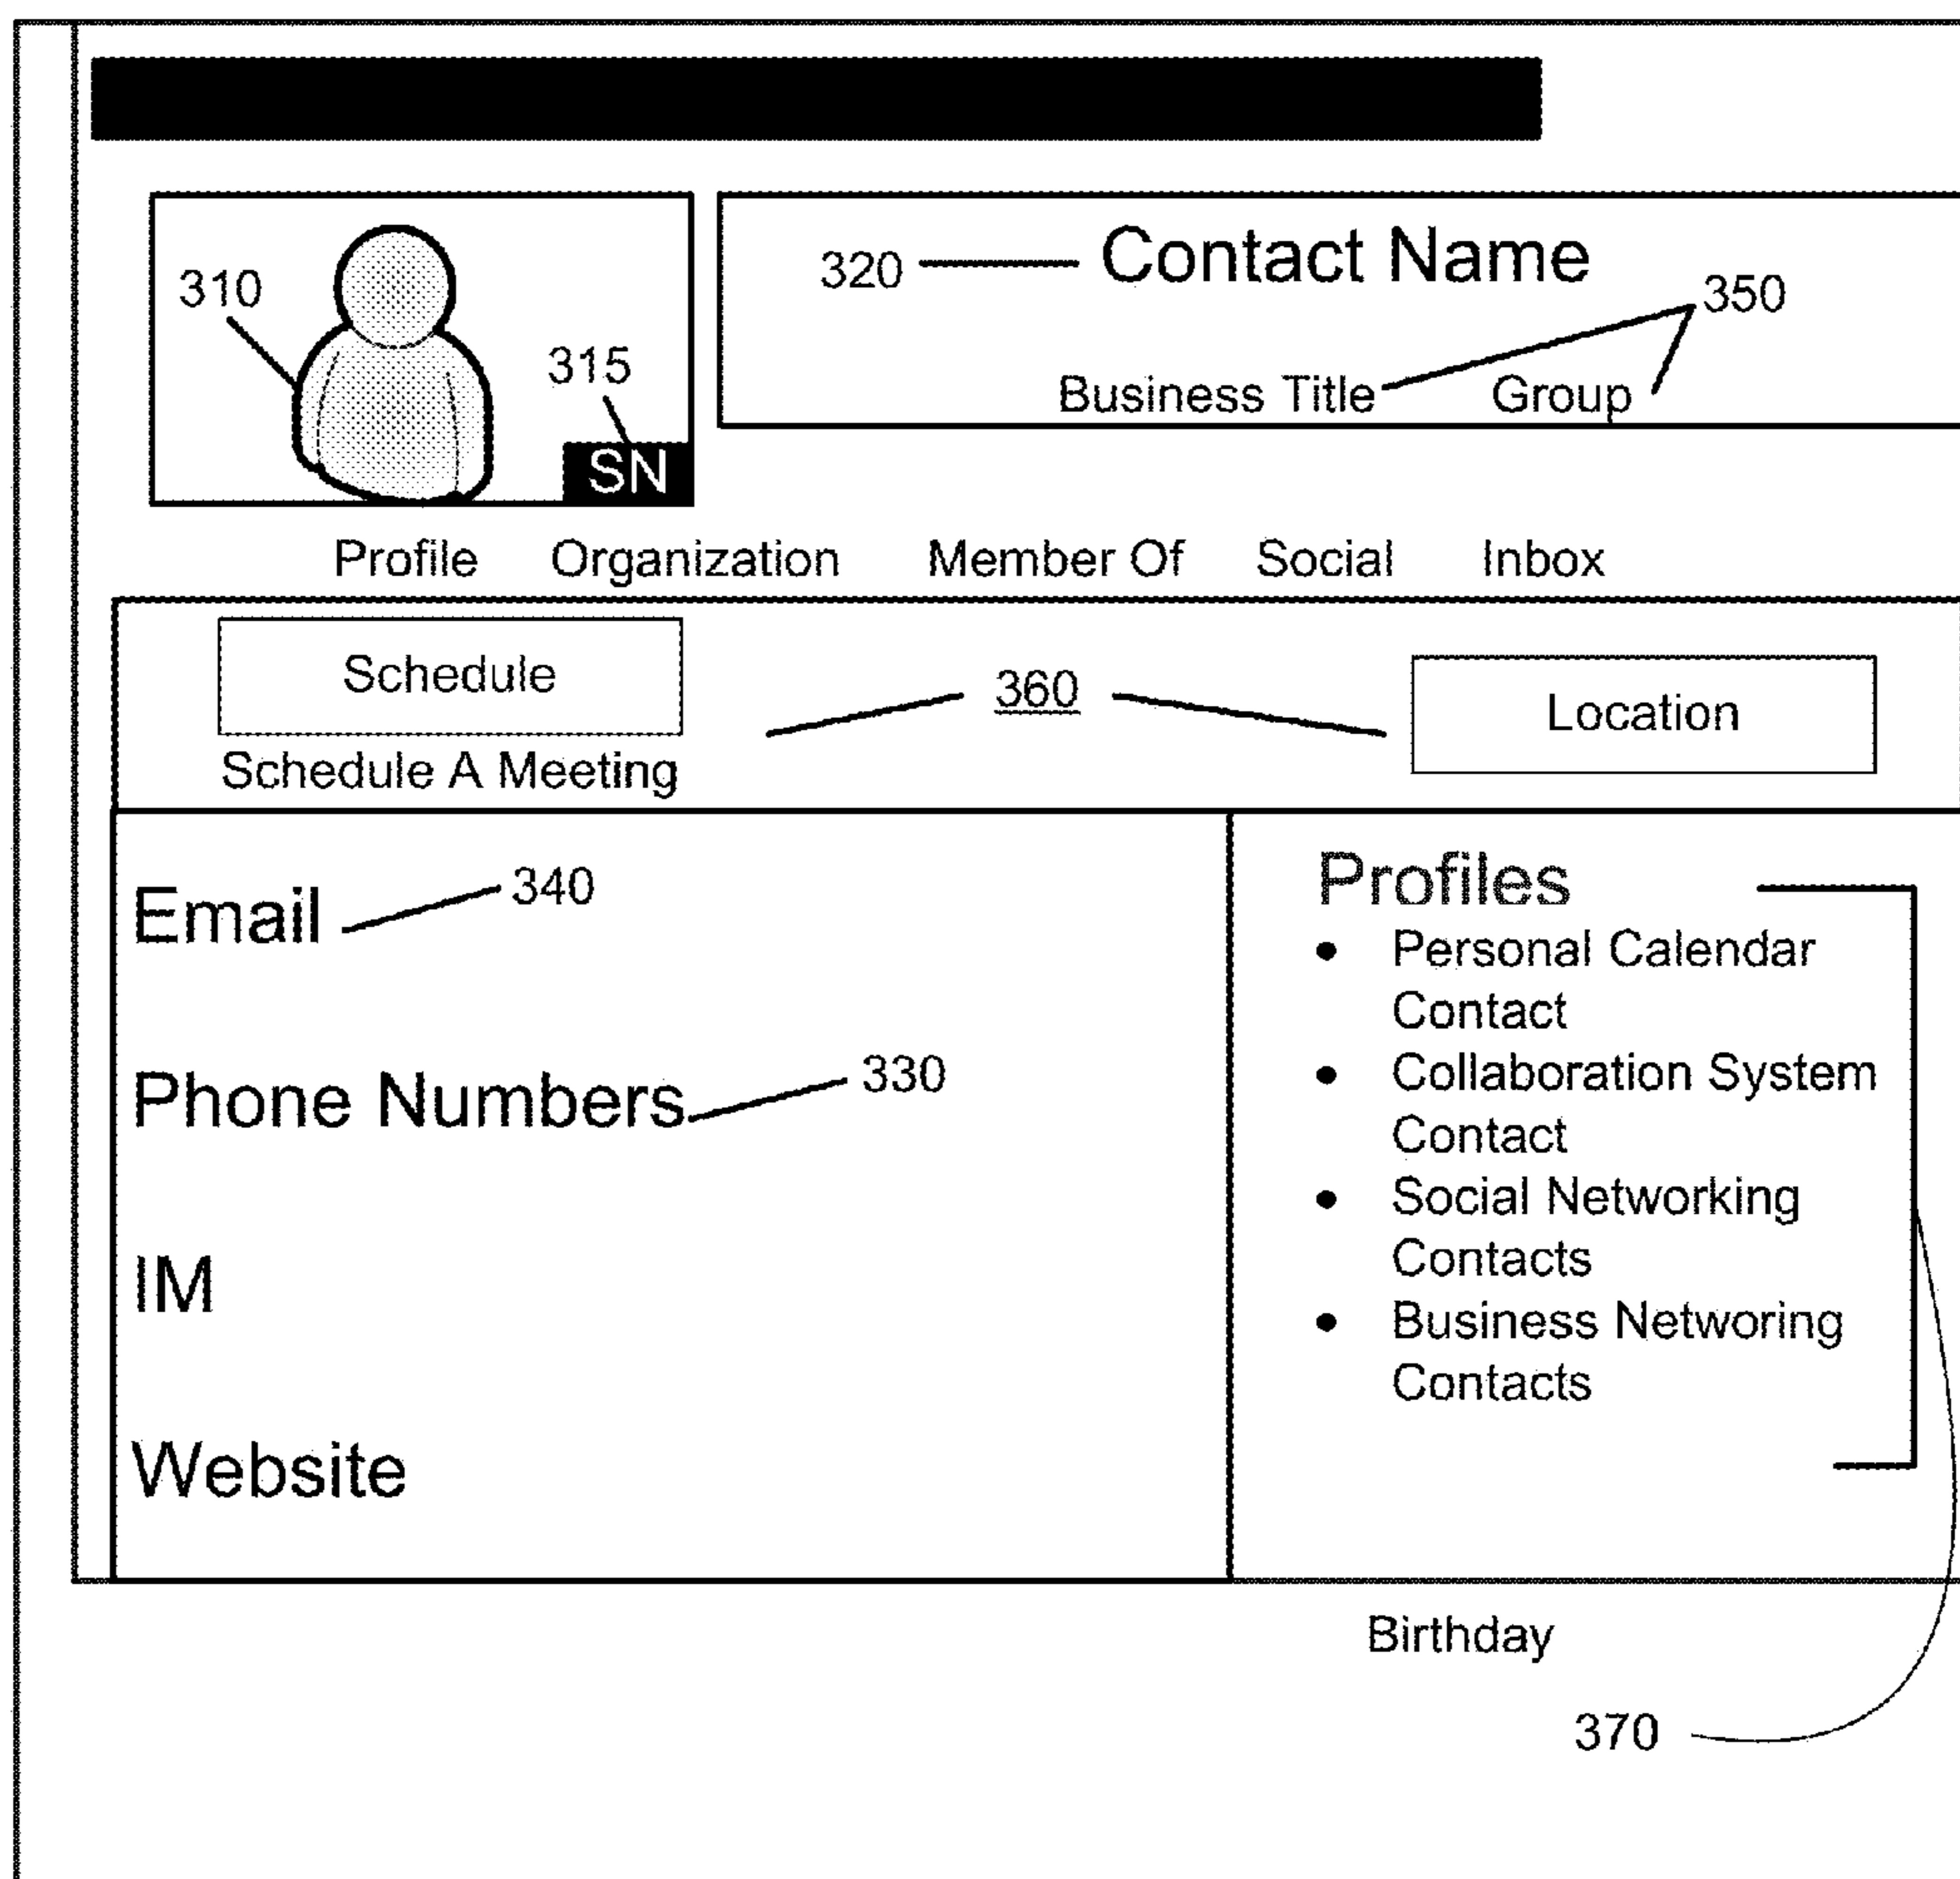 310
315
SN
320
Contact Name
350
Business Title
Group
Profile Organization Member Of Social Inbox
Schedule
Schedule A Meeting
360
Location
Email
340
Phone Numbers
330
IM
Website
Profiles
• Personal Calendar
Contact
• Collaboration System
Contact
• Social Networking
Contacts
• Business Networing
Contacts
Birthday
370